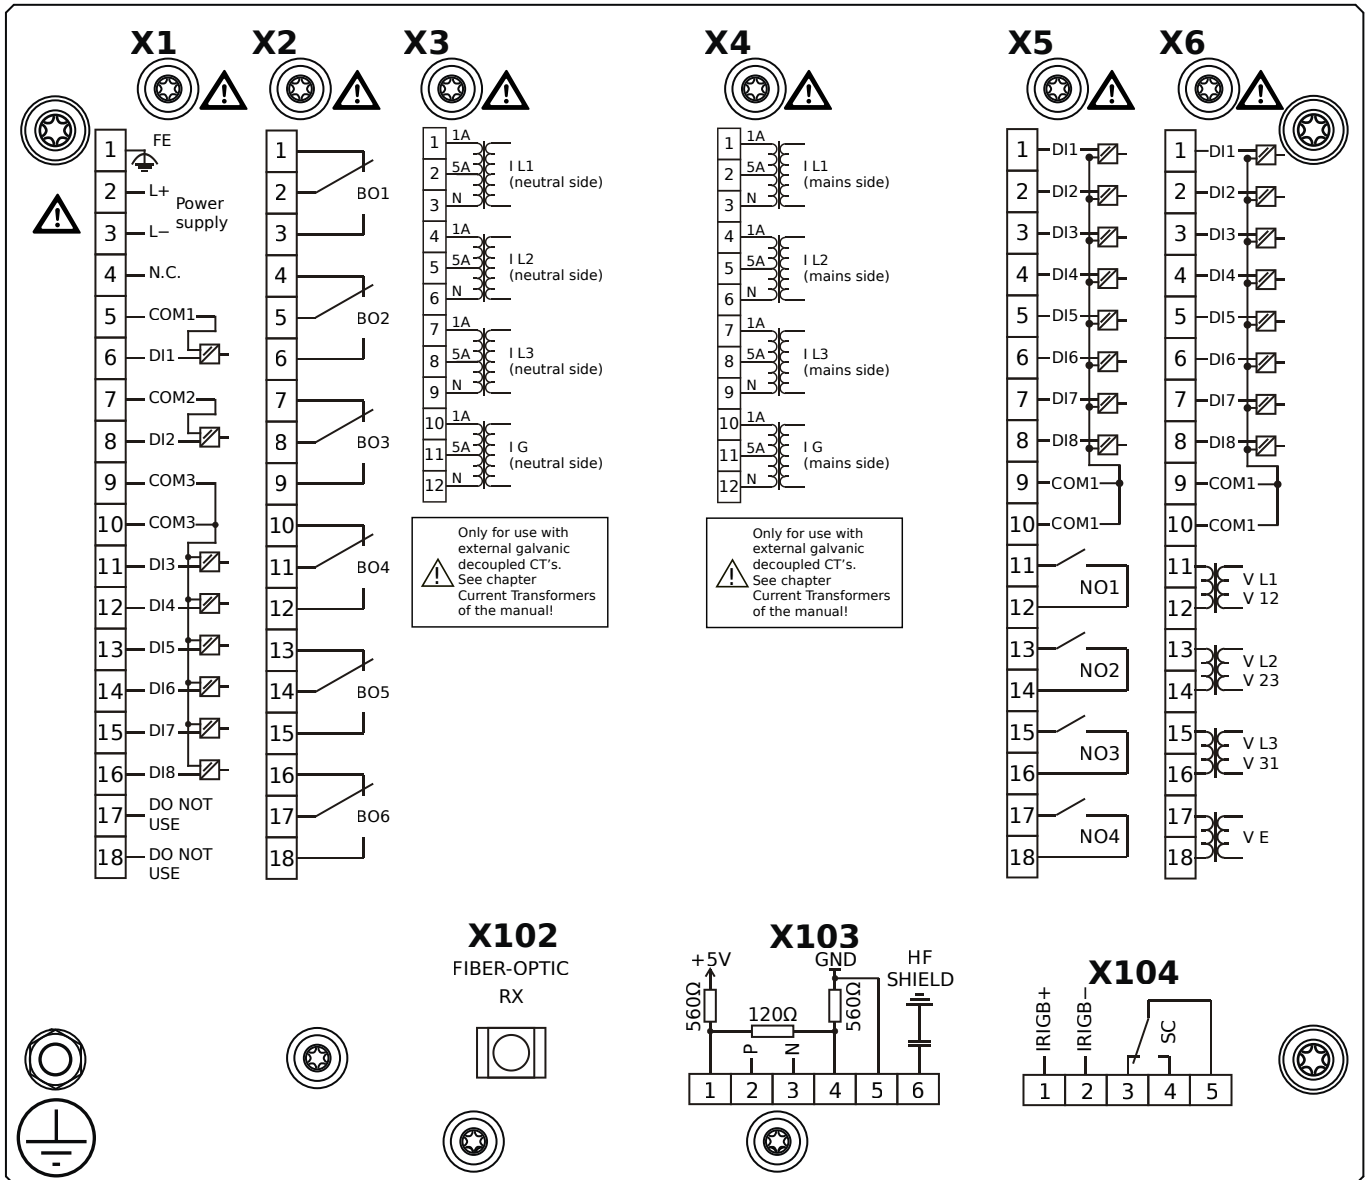 X1
X2
X3
X4
X5
X6
1
FE
2
L+
Power
supply
3
L−
4
N.C.
5
COM1
6
DI1
7
COM2
8
DI2
9
COM3
10
COM3
11
DI3
12
DI4
13
DI5
14
DI6
15
DI7
16
DI8
17
DO NOT
USE
18
DO NOT
USE
1
2
BO1
3
4
5
BO2
6
7
8
BO3
9
10
11
BO4
12
13
14
BO5
15
16
17
BO6
18
1
1A
2
5A
3
N
I L1
(neutral side)
4
1A
5
5A
6
N
I L2
(neutral side)
7
1A
8
5A
9
N
I L3
(neutral side)
10
1A
11
5A
12
N
I G
(neutral side)
Only for use with
external galvanic
decoupled CT's.
See chapter
Current Transformers
of the manual!
1
1A
2
5A
3
N
I L1
(mains side)
4
1A
5
5A
6
N
I L2
(mains side)
7
1A
8
5A
9
N
I L3
(mains side)
10
1A
11
5A
12
N
I G
(mains side)
Only for use with
external galvanic
decoupled CT's.
See chapter
Current Transformers
of the manual!
1
DI1
2
DI2
3
DI3
4
DI4
5
DI5
6
DI6
7
DI7
8
DI8
9
COM1
10
COM1
11
NO1
12
13
NO2
14
15
NO3
16
17
NO4
18
1
DI1
2
DI2
3
DI3
4
DI4
5
DI5
6
DI6
7
DI7
8
DI8
9
COM1
10
COM1
11
V L1
V 12
12
13
V L2
V 23
14
15
V L3
V 31
16
17
V E
18
X102
FIBER-OPTIC
RX
X103
+5V
GND
HF
SHIELD
560Ω
120Ω
560Ω
P
N
1 2 3 4 5 6
X104
IRIGB+
IRIGB−
SC
1 2 3 4 5